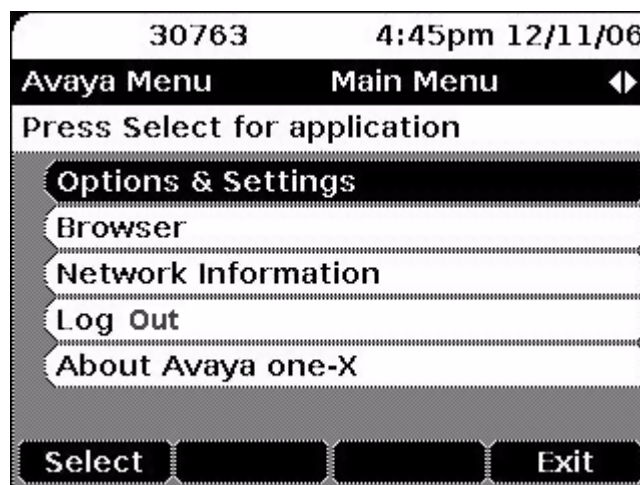 30763 4:45pm 12/11/06
Avaya Menu Main Menu
Press Select for application
Options & Settings
Browser
Network Information
Log Out
About Avaya one-X
Select Exit